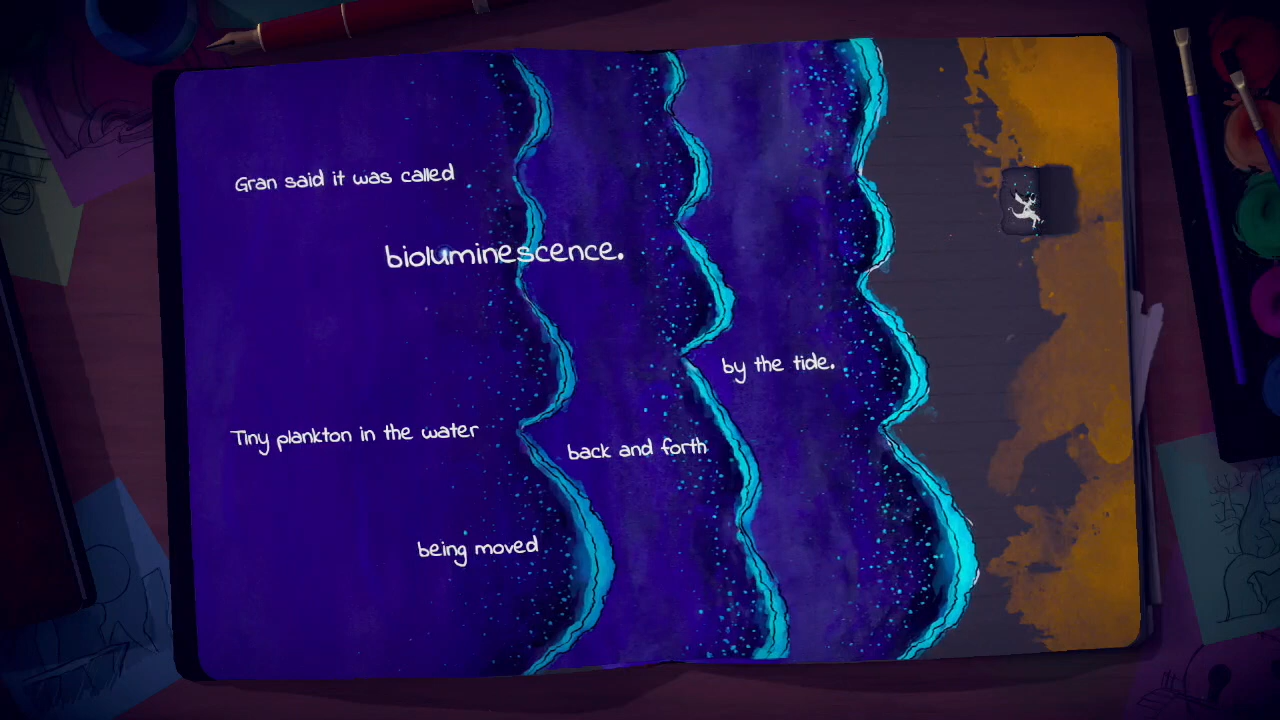 Gran said it was called
bioluminescence.
Tiny plankton in the water
being moved
back and forth
by the tide.